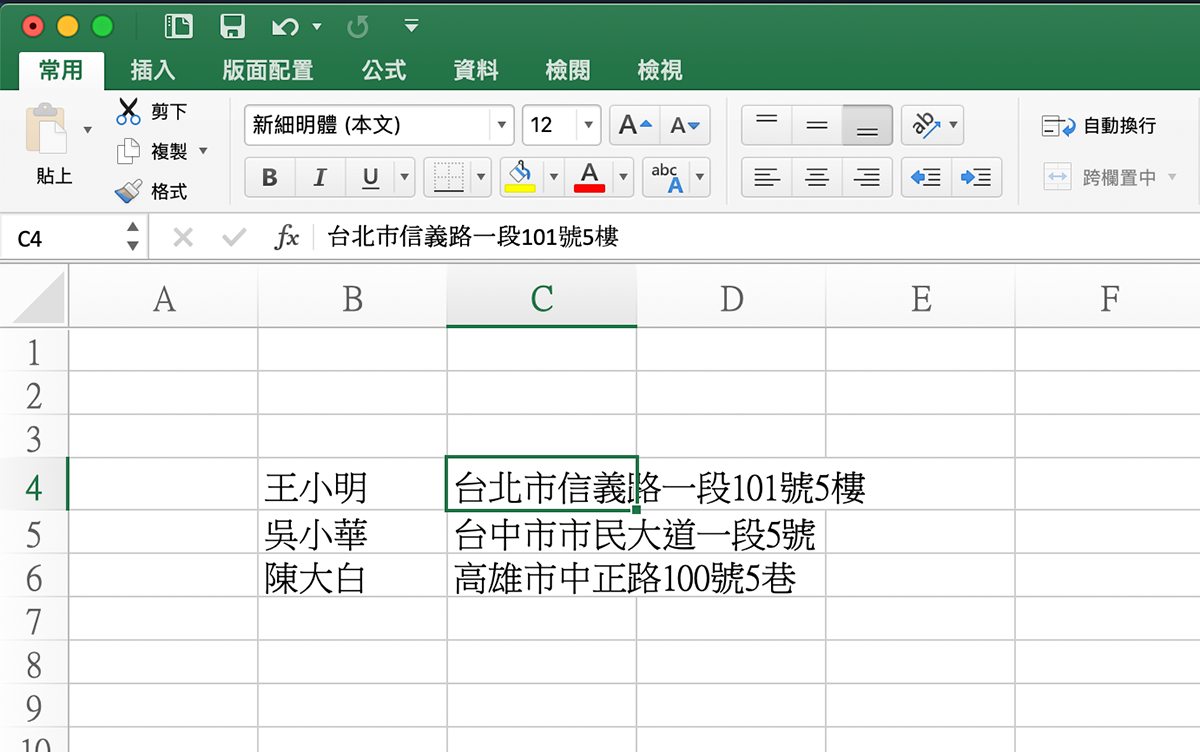 常用 插入 版面配置 公式 資料 檢閱 檢視
剪下
新細明體 (本文) 12 A A ab 自動換行
複製
貼上
B I U A abc A 跨欄置中
格式
C4 fx 台北市信義路一段101號5樓
A B C D E F
1
2
3
4 王小明 台北市信義路一段101號5樓
5 吳小華 台中市市民大道一段5號
6 陳大白 高雄市中正路100號5巷
7
8
9
10